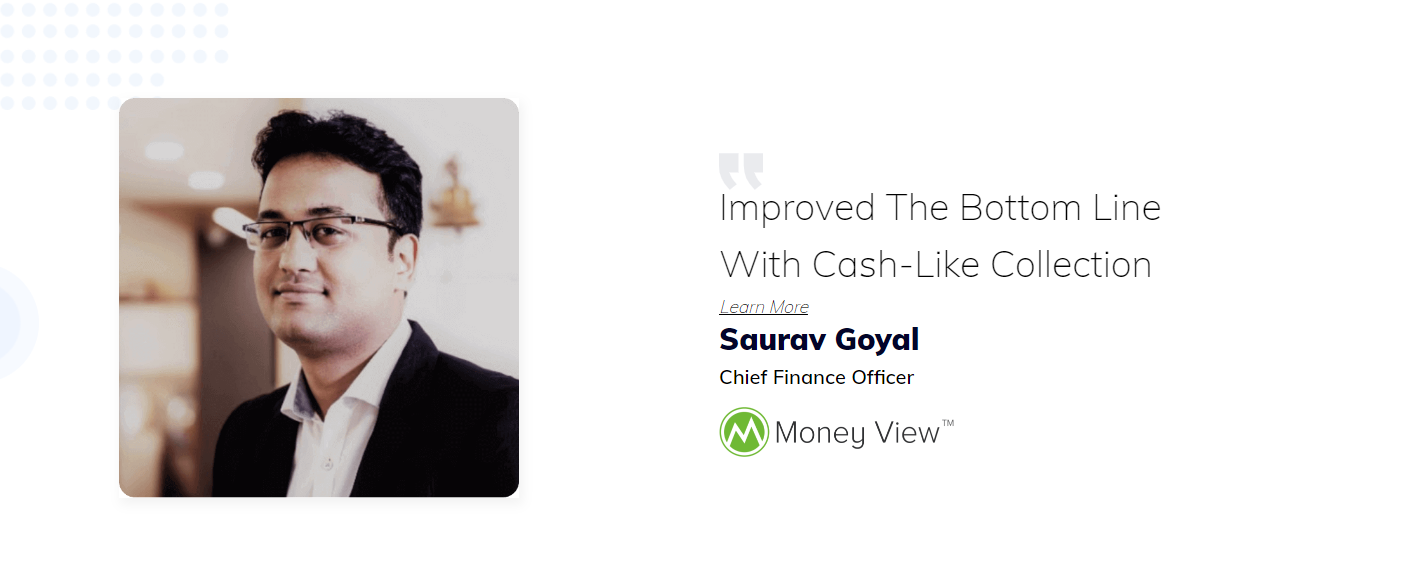 Improved The Bottom Line
With Cash-Like Collection
Learn More
Saurav Goyal
Chief Finance Officer
Money View™